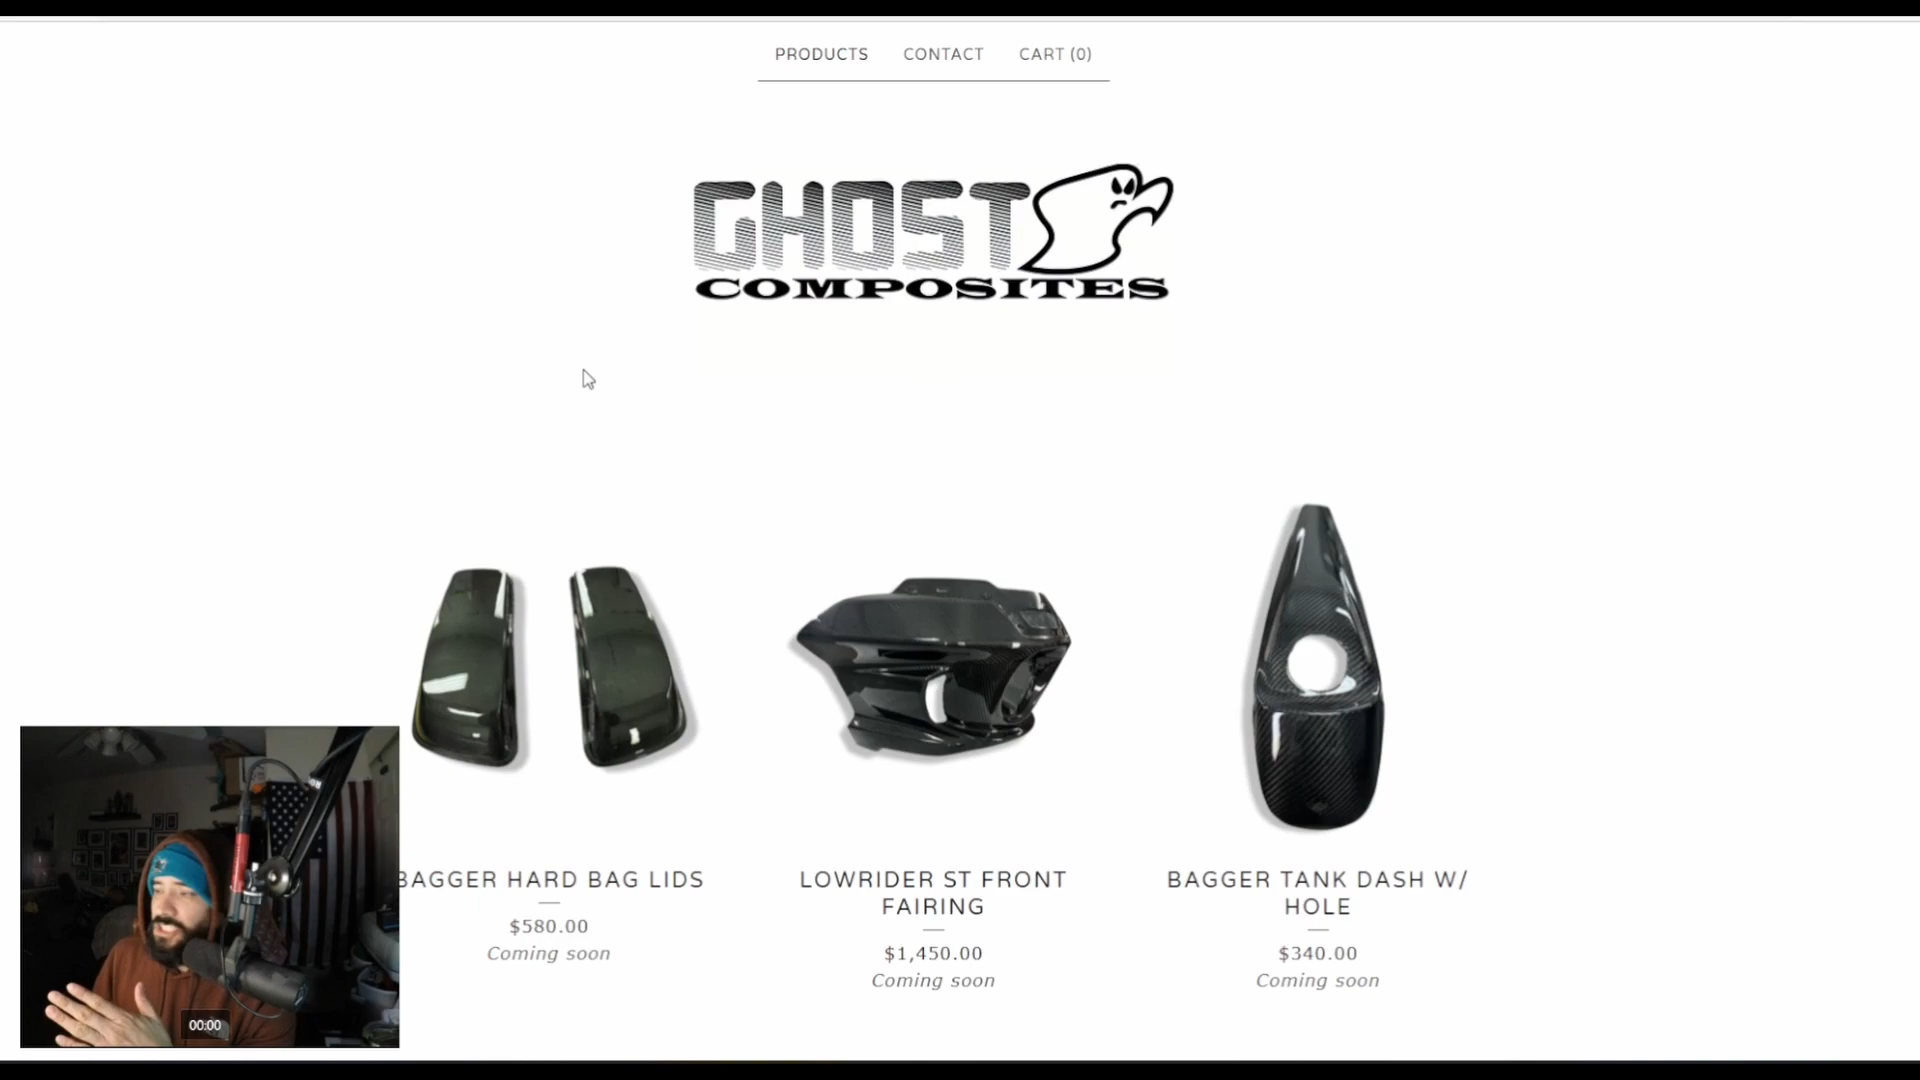 PRODUCTS CONTACT CART (0)
GHOST
COMPOSITES
BAGGER HARD BAG LIDS
$580.00
Coming soon
LOWRIDER ST FRONT
FAIRING
$1,450.00
Coming soon
BAGGER TANK DASH W/
HOLE
$340.00
Coming soon
00:00